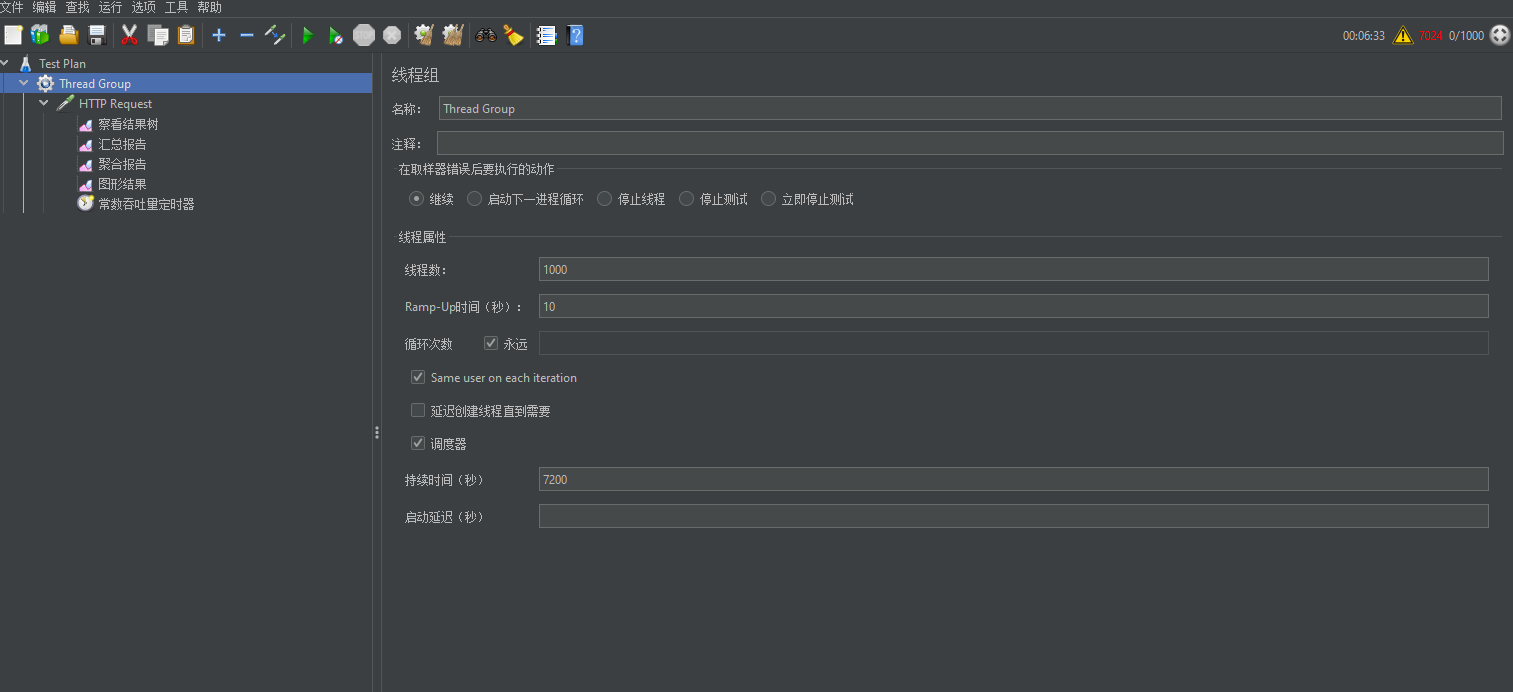 文件 编辑 查找 运行 选项 工具 帮助
00:06:33 7024 0/1000
Test Plan
Thread Group
HTTP Request
察看结果树
汇总报告
聚合报告
图形结果
常数吞吐量定时器
线程组
名称: Thread Group
注释:
在取样器错误后要执行的动作
继续 启动下一进程循环 停止线程 停止测试 立即停止测试
线程属性
线程数: 1000
Ramp-Up时间（秒）: 10
循环次数 永远
Same user on each iteration
延迟创建线程直到需要
调度器
持续时间（秒） 7200
启动延迟（秒）